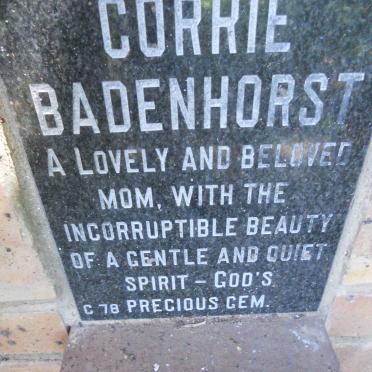 CORRIE
BADENHORST
A LOVELY AND BELOVED
MOM, WITH THE
INCORRUPTIBLE BEAUTY
OF A GENTLE AND QUIET
SPIRIT – GOD'S
C 78 PRECIOUS GEM.